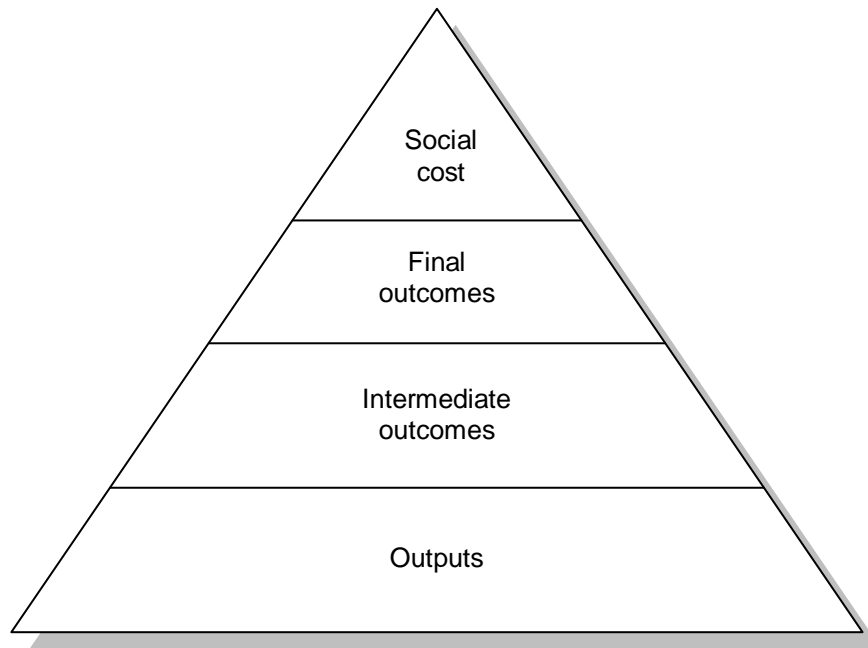 Social
cost
Final
outcomes
Intermediate
outcomes
Outputs